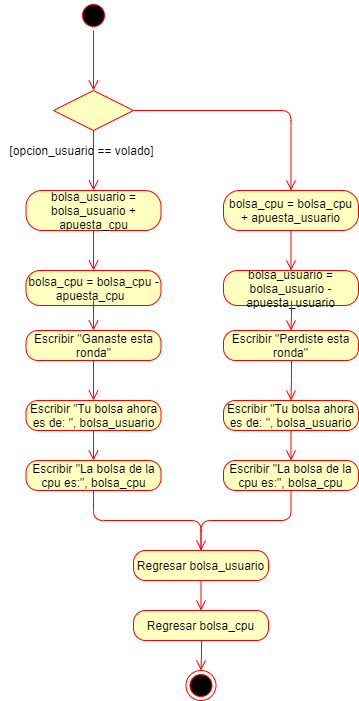 [opcion_usuario == volado]
bolsa_usuario =
bolsa_usuario +
apuesta_cpu
bolsa_cpu = bolsa_cpu -
apuesta_cpu
Escribir "Ganaste esta
ronda"
Escribir "Tu bolsa ahora
es de: ", bolsa_usuario
Escribir "La bolsa de la
cpu es:", bolsa_cpu
bolsa_cpu = bolsa_cpu
+ apuesta_usuario
bolsa_usuario =
bolsa_usuario -
apuesta_usuario
Escribir "Perdiste esta
ronda"
Escribir "Tu bolsa ahora
es de: ", bolsa_usuario
Escribir "La bolsa de la
cpu es:", bolsa_cpu
Regresar bolsa_usuario
Regresar bolsa_cpu